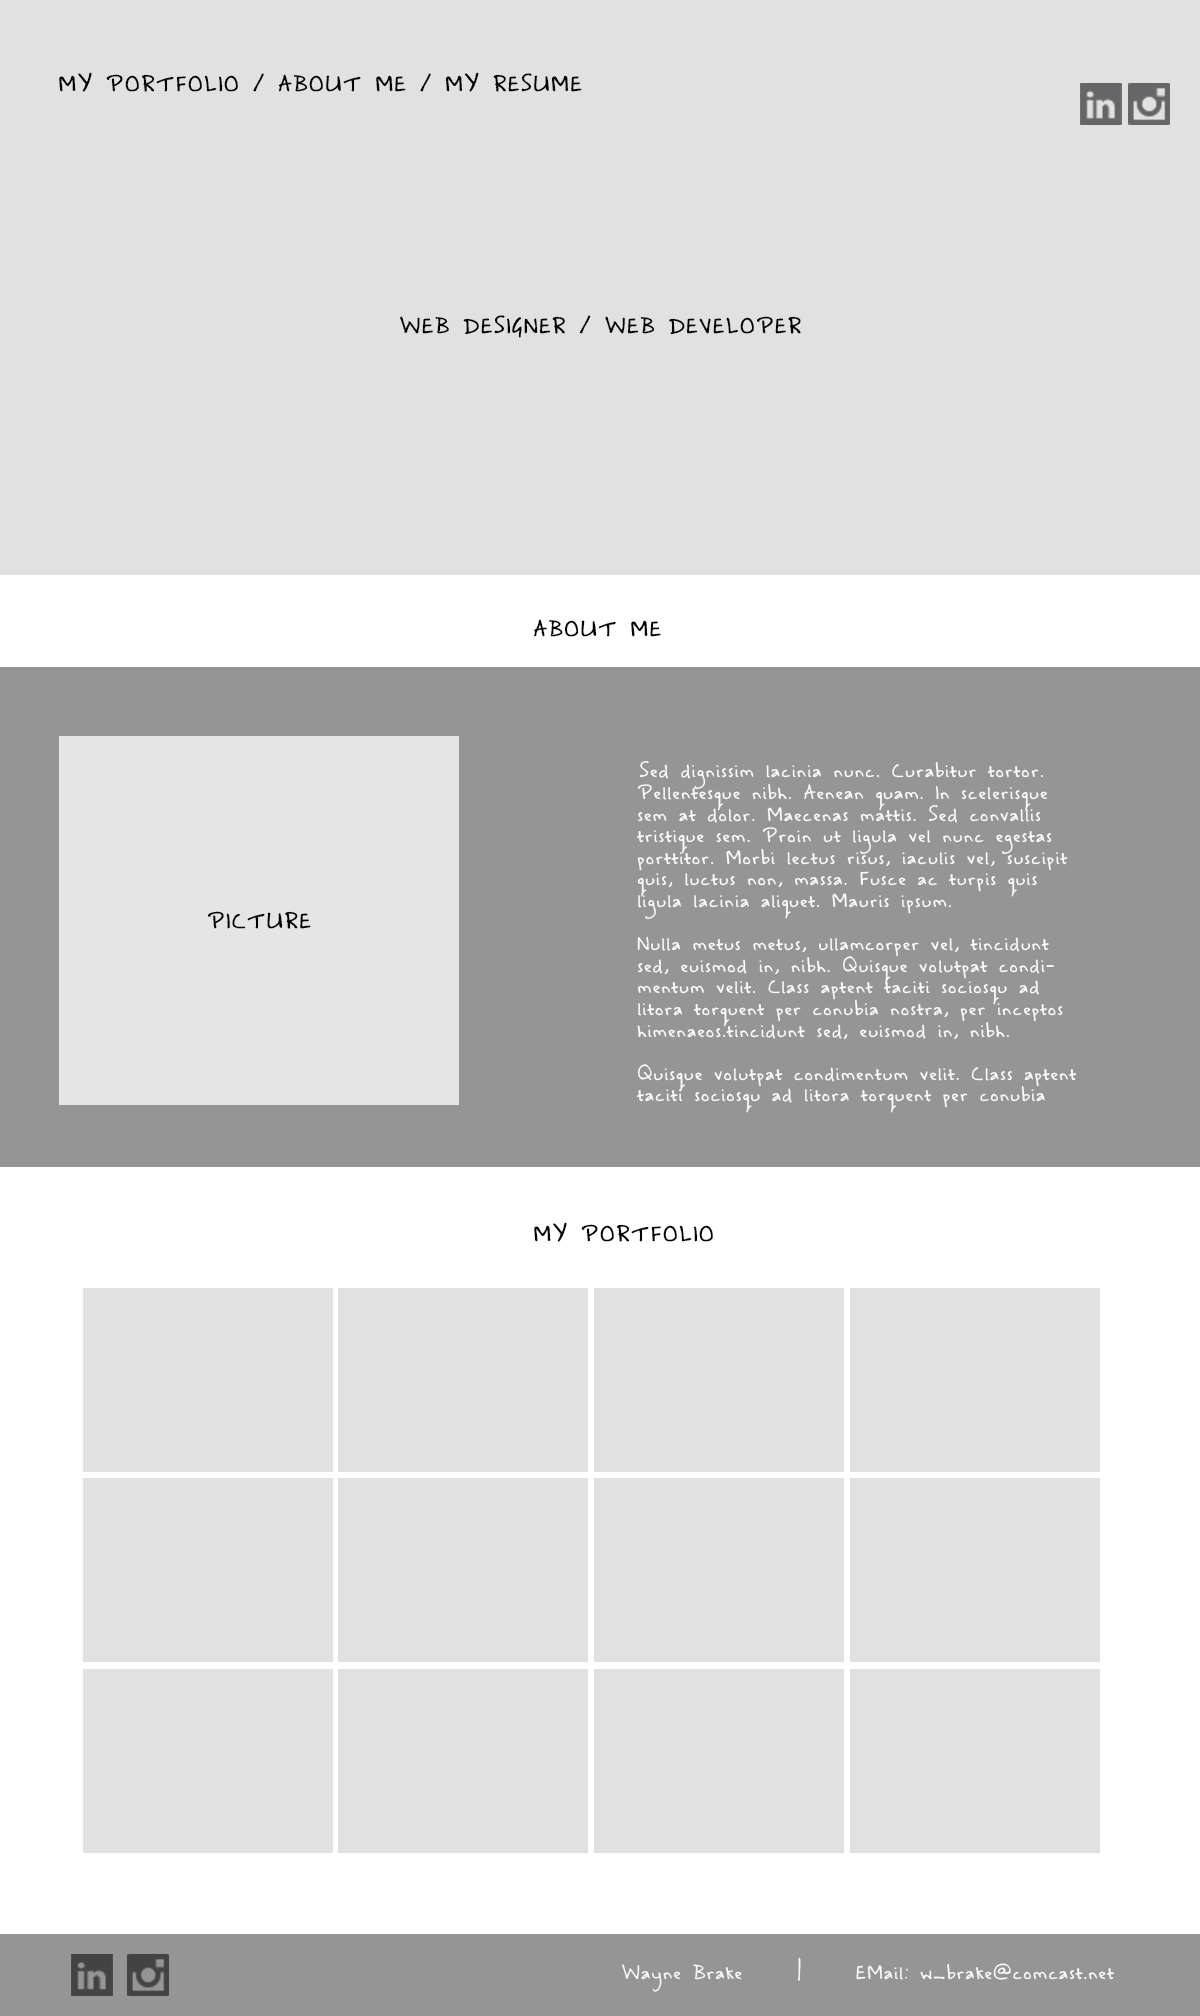 MY PORTFOLIO / ABOUT ME / MY RESUME
in
WEB DESIGNER / WEB DEVELOPER
ABOUT ME
PICTURE
Sed dignissim lacinia nunc. Curabitur tortor.
Pellentesque nibh. Aenean quam. In scelerisque
sem at dolor. Maecenas mattis. Sed convallis
tristique sem. Proin ut ligula vel nunc egestas
porttitor. Morbi lectus risus, iaculis vel, suscipit
quis, luctus non, massa. Fusce ac turpis quis
ligula lacinia aliquet. Mauris ipsum.
Nulla metus metus, ullamcorper vel, tincidunt
sed, euismod in, nibh. Quisque volutpat condi-
mentum velit. Class aptent taciti sociosqu ad
litora torquent per conubia nostra, per inceptos
himenaeos.tincidunt sed, euismod in, nibh.
Quisque volutpat condimentum velit. Class aptent
taciti sociosqu ad litora torquent per conubia
MY PORTFOLIO
in
Wayne Brake | EMail: w_brake@comcast.net